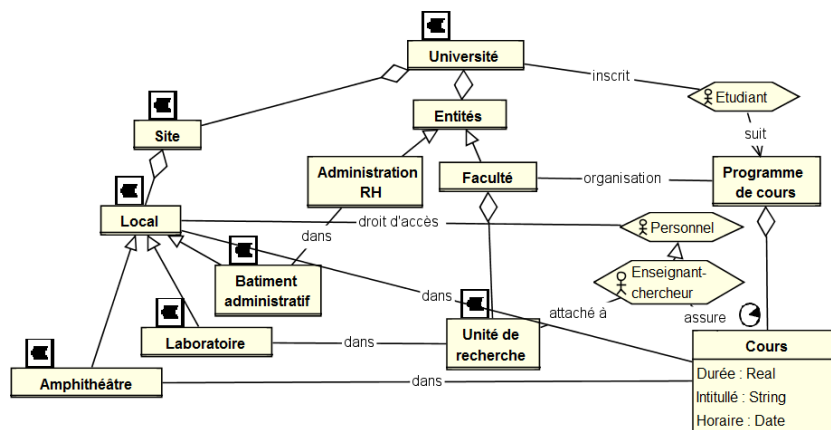 Université
inscrit
Etudiant
Entités
Site
suit
Administration
RH
Faculté
organisation
Programme
de cours
Local
droit d'accès
Personnel
dans
Batiment
administratif
dans
Enseignant-
chercheur
attaché à
assure
Laboratoire
dans
Unité de
recherche
Cours
Amphithéâtre
dans
Durée : Real
Intitullé : String
Horaire : Date